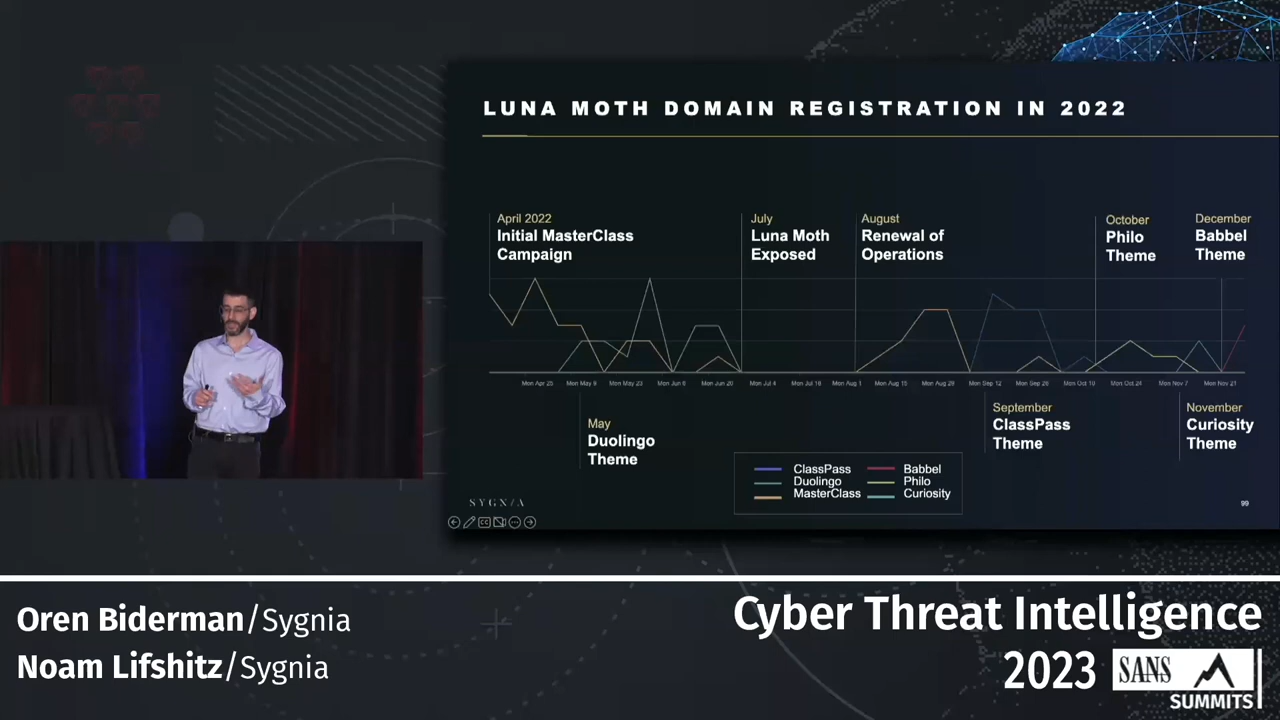 LUNA MOTH DOMAIN REGISTRATION IN 2022
April 2022
Initial MasterClass
Campaign
July
Luna Moth
Exposed
August
Renewal of
Operations
October
Philo
Theme
December
Babbel
Theme
Mon Apr 25 Mon May 9 Mon May 23 Mon Jun 6 Mon Jun 20 Mon Jul 4 Mon Jul 18 Mon Aug 1 Mon Aug 15 Mon Aug 29 Mon Sep 12 Mon Sep 26 Mon Oct 10 Mon Oct 24 Mon Nov 7 Mon Nov 21
May
Duolingo
Theme
September
ClassPass
Theme
November
Curiosity
Theme
ClassPass Babbel
Duolingo Philo
MasterClass Curiosity
SYGNIA
99
Oren Biderman/Sygnia
Noam Lifshitz/Sygnia
Cyber Threat Intelligence
2023 SANS
SUMMITS